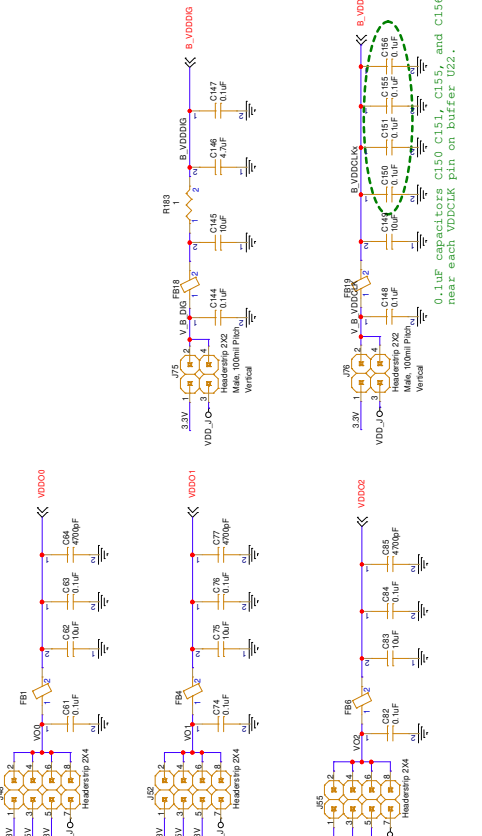 B_VDDDIG
B_VDDDIG
C147
0.1uF
C146
4.7uF
R183
1
C145
10uF
FB18
V_B_DIG
C144
0.1uF
J75
Headerstrip 2X2
Male, 100mil Pitch
Vertical
3.3V
VDD_J
C156
0.1uF
C155
0.1uF
C151
0.1uF
B_VDDCLKx
C150
0.1uF
10uF
FB19
C148
0.1uF
J76
Headerstrip 2X2
Male, 100mil Pitch
Vertical
3.3V
VDD_J
0.1uF capacitors C150 C151, C155, and C156
near each VDDCLK pin on buffer U22.
VDDO0
C64
4700pF
C63
0.1uF
C62
10uF
FB1
VO0
C61
0.1uF
Headerstrip 2X4
VDDO1
C77
4700pF
C76
0.1uF
C75
10uF
FB4
VO1
C74
0.1uF
J52
Headerstrip 2X4
VDDO2
C85
4700pF
C84
0.1uF
C83
10uF
FB6
VO2
C82
0.1uF
J55
Headerstrip 2X4